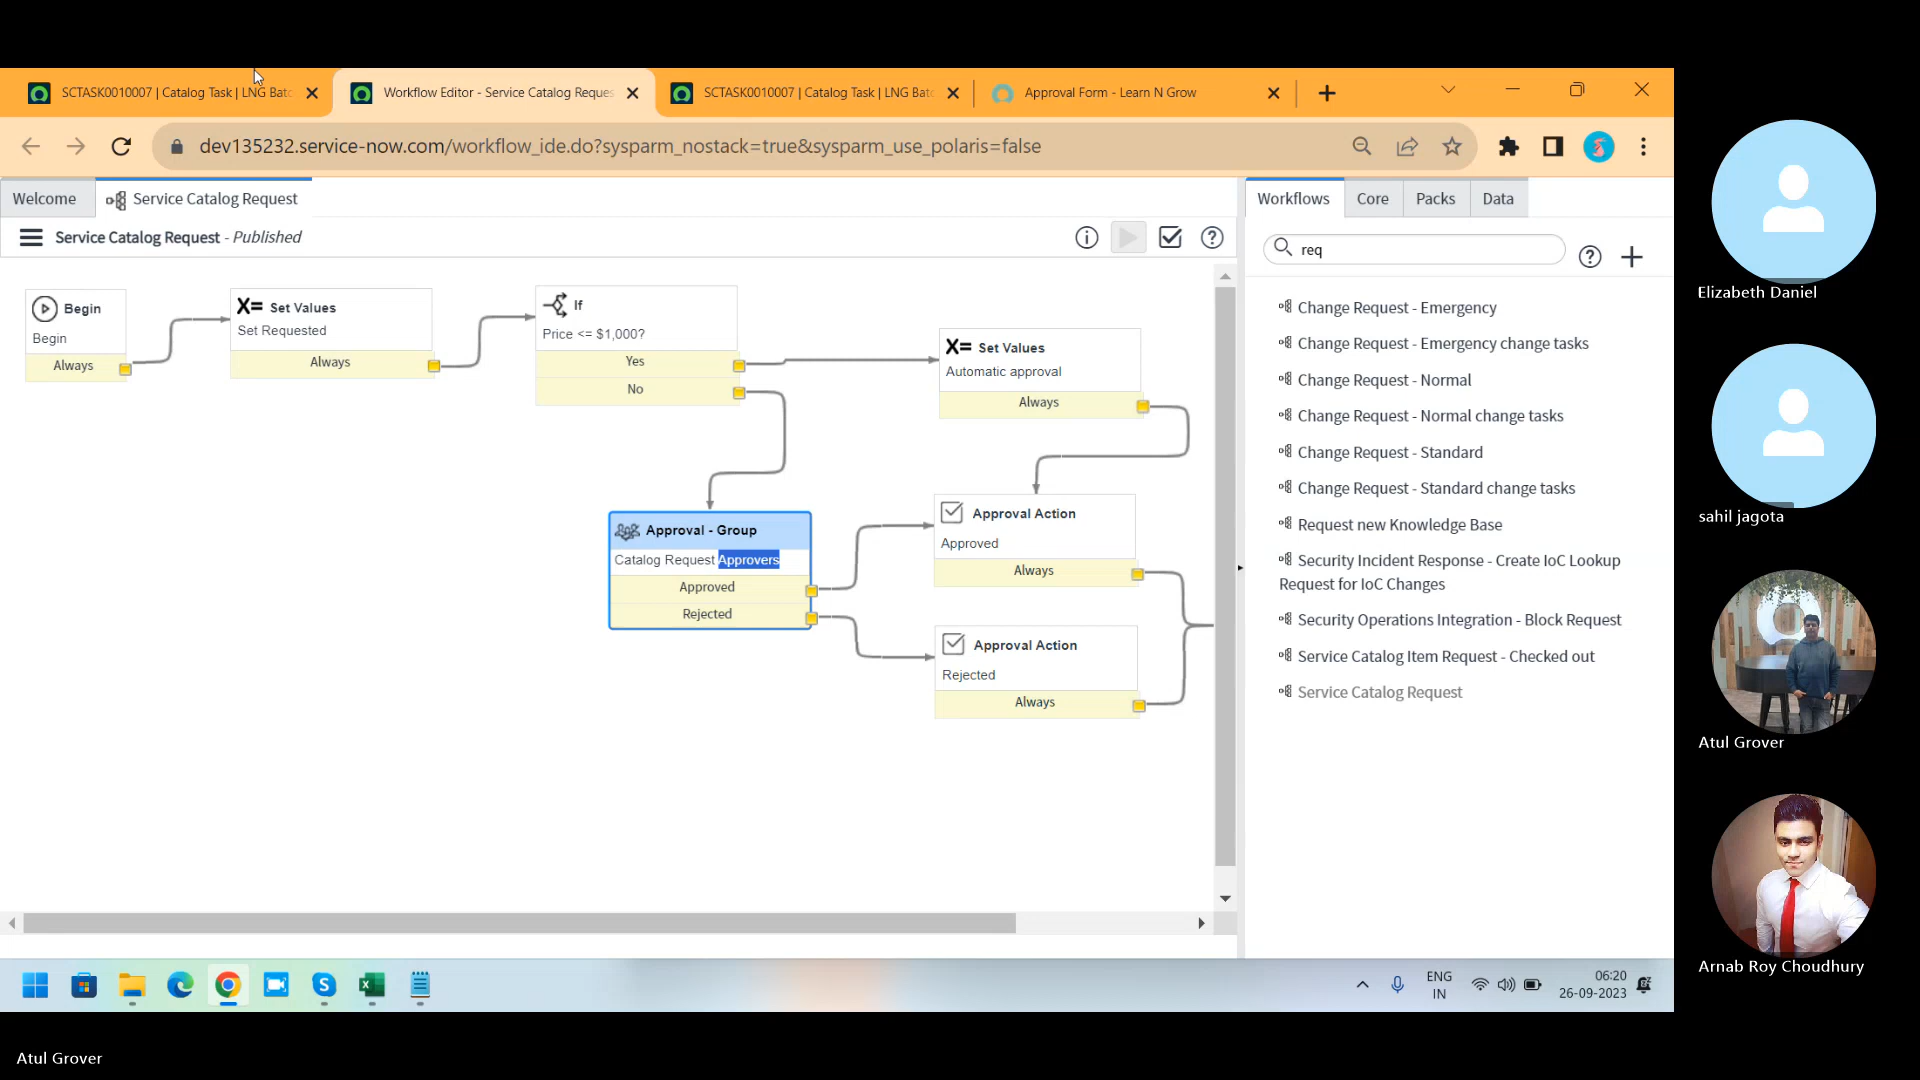 SCTASK0010007 | Catalog Task | LNG Batc
Workflow Editor - Service Catalog Reques
SCTASK0010007 | Catalog Task | LNG Batc
Approval Form - Learn N Grow
dev135232.service-now.com/workflow_ide.do?sysparm_nostack=true&sysparm_use_polaris=false
Welcome
Service Catalog Request
Workflows
Core
Packs
Data
Service Catalog Request - Published
req
Begin
Begin
Always
X= Set Values
Set Requested
Always
If
Price <= $1,000?
Yes
No
X= Set Values
Automatic approval
Always
Approval - Group
Catalog Request Approvers
Approved
Rejected
Approval Action
Approved
Always
Approval Action
Rejected
Always
Change Request - Emergency
Change Request - Emergency change tasks
Change Request - Normal
Change Request - Normal change tasks
Change Request - Standard
Change Request - Standard change tasks
Request new Knowledge Base
Security Incident Response - Create IoC Lookup
Request for IoC Changes
Security Operations Integration - Block Request
Service Catalog Item Request - Checked out
Service Catalog Request
Elizabeth Daniel
sahil jagota
Atul Grover
Arnab Roy Choudhury
ENG
IN
06:20
26-09-2023
Atul Grover